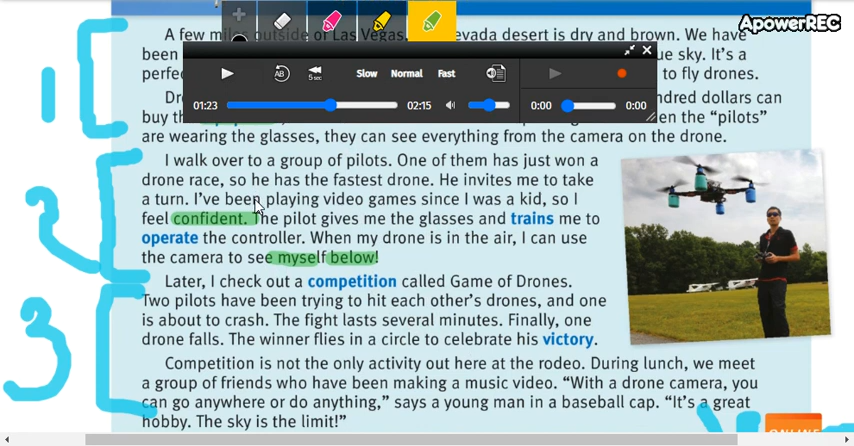 ApowerREC
A few miles outside of Las Vegas, evada desert is dry and brown. We have
been ue sky. It's a
perfe to fly drones.
5sec
AB
Slow Normal Fast
01:23 02:15 0:00 0:00
Dr ndred dollars can
buy th en the "pilots"
are wearing the glasses, they can see everything from the camera on the drone.
I walk over to a group of pilots. One of them has just won a
drone race, so he has the fastest drone. He invites me to take
a turn. I've been playing video games since I was a kid, so I
feel confident. The pilot gives me the glasses and trains me to
operate the controller. When my drone is in the air, I can use
the camera to see myself below!
Later, I check out a competition called Game of Drones.
Two pilots have been trying to hit each other's drones, and one
is about to crash. The fight lasts several minutes. Finally, one
drone falls. The winner flies in a circle to celebrate his victory.
Competition is not the only activity out here at the rodeo. During lunch, we meet
a group of friends who have been making a music video. "With a drone camera, you
can go anywhere or do anything," says a young man in a baseball cap. "It's a great
hobby. The sky is the limit!"
ONLINE
1
2
3